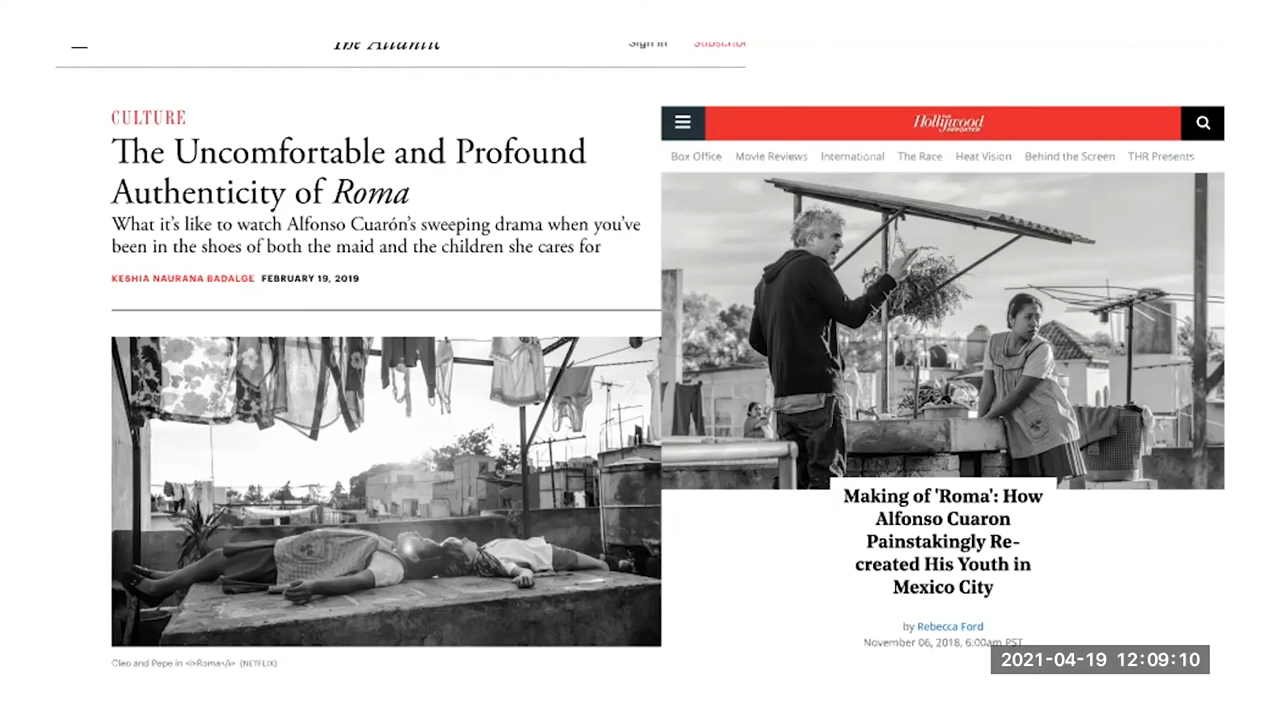 The Atlantic
Sign in
Subscribe
CULTURE
The Uncomfortable and Profound
Authenticity of Roma
What it's like to watch Alfonso Cuarón's sweeping drama when you've
been in the shoes of both the maid and the children she cares for
KESHIA NAURANA BADALGE FEBRUARY 19, 2019
Cleo and Pepe in <i>Roma</i> (NETFLIX)
The Hollywood REPORTER
Box Office Movie Reviews International The Race Heat Vision Behind the Screen THR Presents
Making of 'Roma': How
Alfonso Cuaron
Painstakingly Re-
created His Youth in
Mexico City
by Rebecca Ford
November 06, 2018, 6:00am PST
2021-04-19 12:09:10